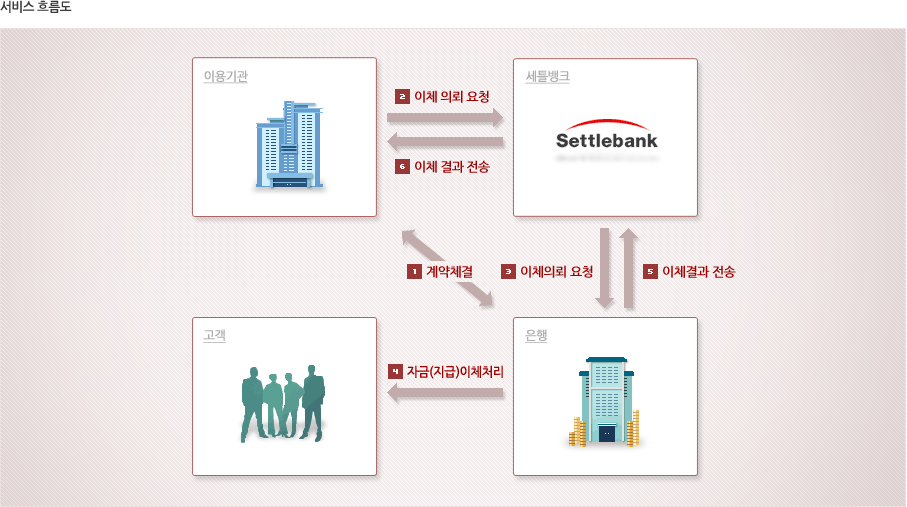 서비스 흐름도
이용기관
세틀뱅크
2 이체 의뢰 요청
Settlebank
6 이체 결과 전송
1 계약체결
3 이체의뢰 요청
5 이체결과 전송
고객
은행
4 자금(지급)이체처리